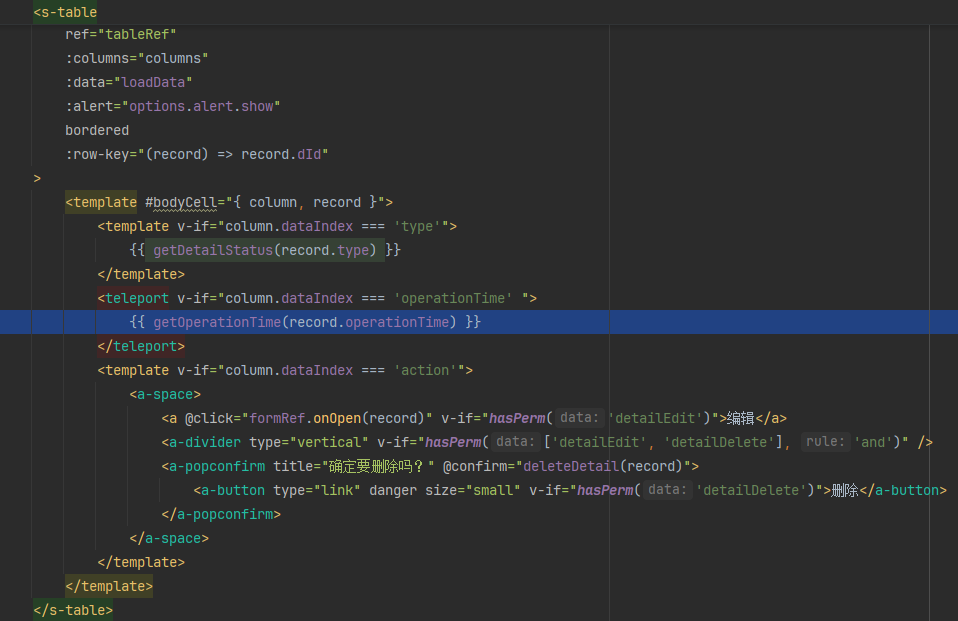 <s-table
ref="tableRef"
:columns="columns"
:data="loadData"
:alert="options.alert.show"
bordered
:row-key="(record) => record.dId"
>
<template #bodyCell="{ column, record }">
<template v-if="column.dataIndex === 'type'">
{{ getDetailStatus(record.type) }}
</template>
<teleport v-if="column.dataIndex === 'operationTime' ">
{{ getOperationTime(record.operationTime) }}
</teleport>
<template v-if="column.dataIndex === 'action'">
<a-space>
<a @click="formRef.onOpen(record)" v-if="hasPerm( data: 'detailEdit')">编辑</a>
<a-divider type="vertical" v-if="hasPerm( data: ['detailEdit', 'detailDelete'], rule: 'and')" />
<a-popconfirm title="确定要删除吗？" @confirm="deleteDetail(record)">
<a-button type="link" danger size="small" v-if="hasPerm( data: 'detailDelete')">删除</a-button>
</a-popconfirm>
</a-space>
</template>
</template>
</s-table>